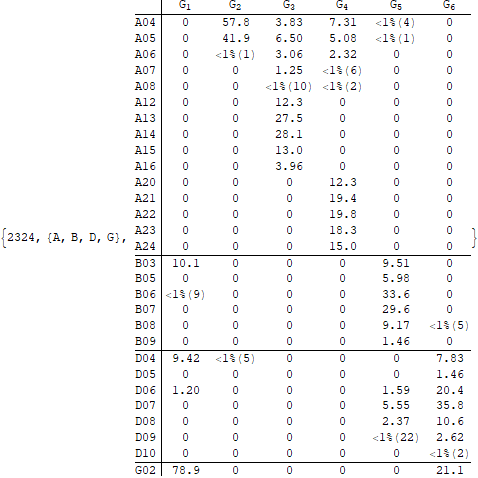 G1 G2 G3 G4 G5 G6
A04 0 57.8 3.83 7.31 <1%(4) 0
A05 0 41.9 6.50 5.08 <1%(1) 0
A06 0 <1%(1) 3.06 2.32 0 0
A07 0 0 1.25 <1%(6) 0 0
A08 0 0 <1%(10) <1%(2) 0 0
A12 0 0 12.3 0 0 0
A13 0 0 27.5 0 0 0
A14 0 0 28.1 0 0 0
A15 0 0 13.0 0 0 0
A16 0 0 3.96 0 0 0
A20 0 0 0 12.3 0 0
A21 0 0 0 19.4 0 0
A22 0 0 0 19.8 0 0
{2324, {A, B, D, G}, A23 0 0 0 18.3 0 0 }
A24 0 0 0 15.0 0 0
B03 10.1 0 0 0 9.51 0
B05 0 0 0 0 5.98 0
B06 <1%(9) 0 0 0 33.6 0
B07 0 0 0 0 29.6 0
B08 0 0 0 0 9.17 <1%(5)
B09 0 0 0 0 1.46 0
D04 9.42 <1%(5) 0 0 0 7.83
D05 0 0 0 0 0 1.46
D06 1.20 0 0 0 1.59 20.4
D07 0 0 0 0 5.55 35.8
D08 0 0 0 0 2.37 10.6
D09 0 0 0 0 <1%(22) 2.62
D10 0 0 0 0 0 <1%(2)
G02 78.9 0 0 0 0 21.1